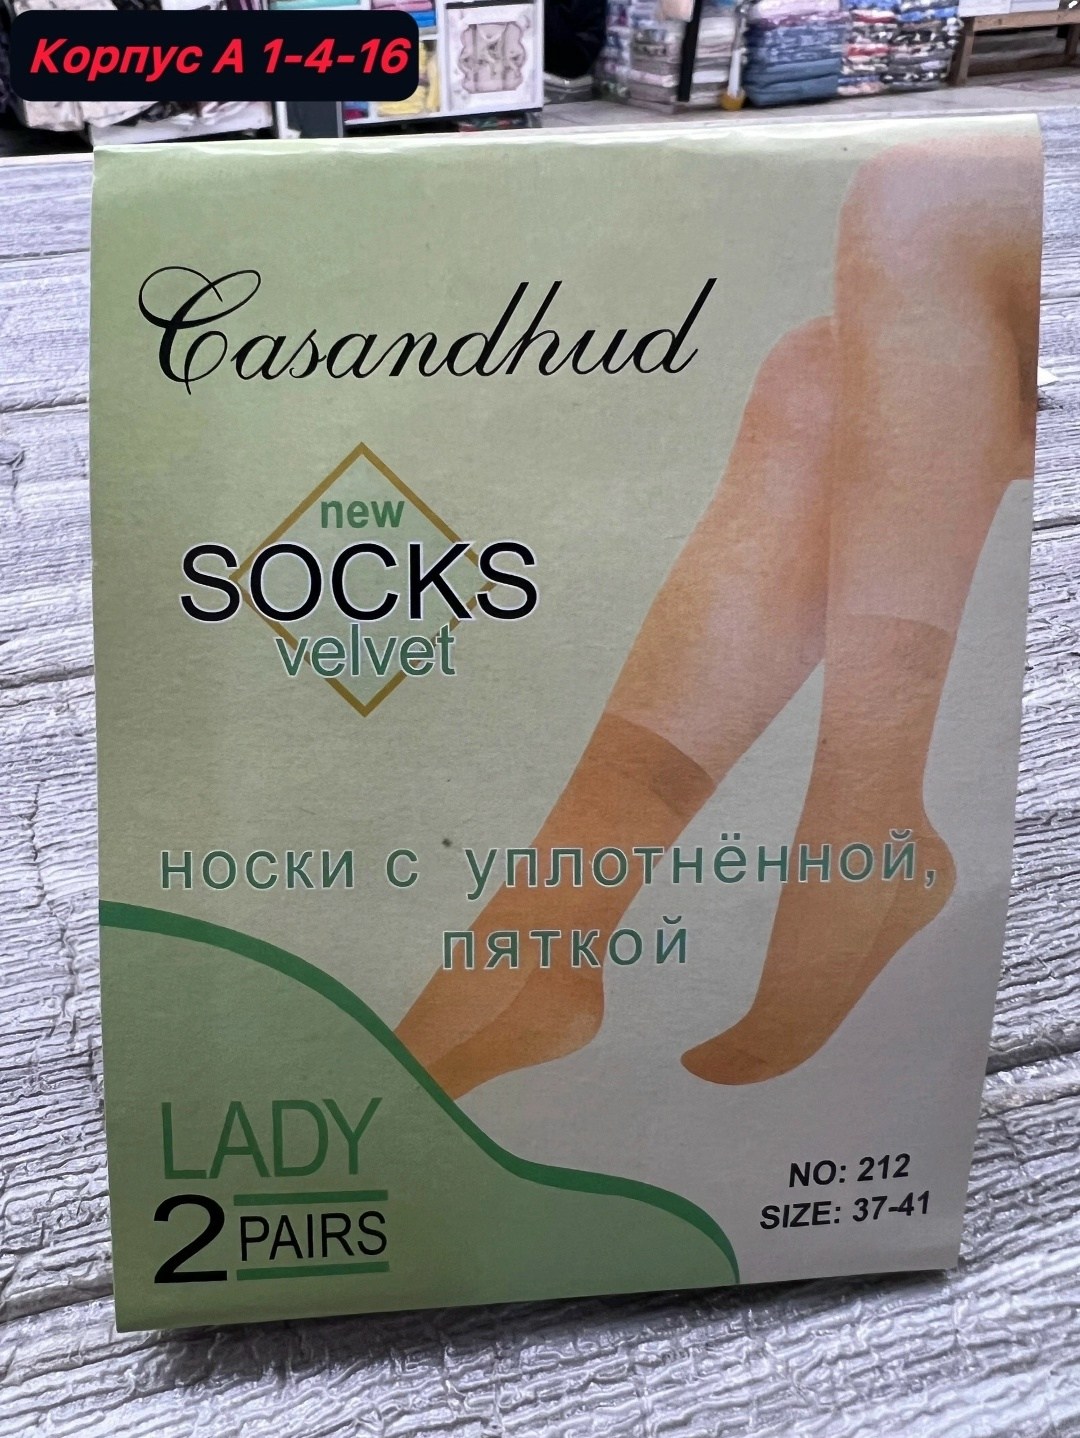 Корпус А 1-4-16
Casandhud
new
SOCKS
velvet
носки с уплотнённой,
пяткой
LADY
2 PAIRS
NO: 212
SIZE: 37-41